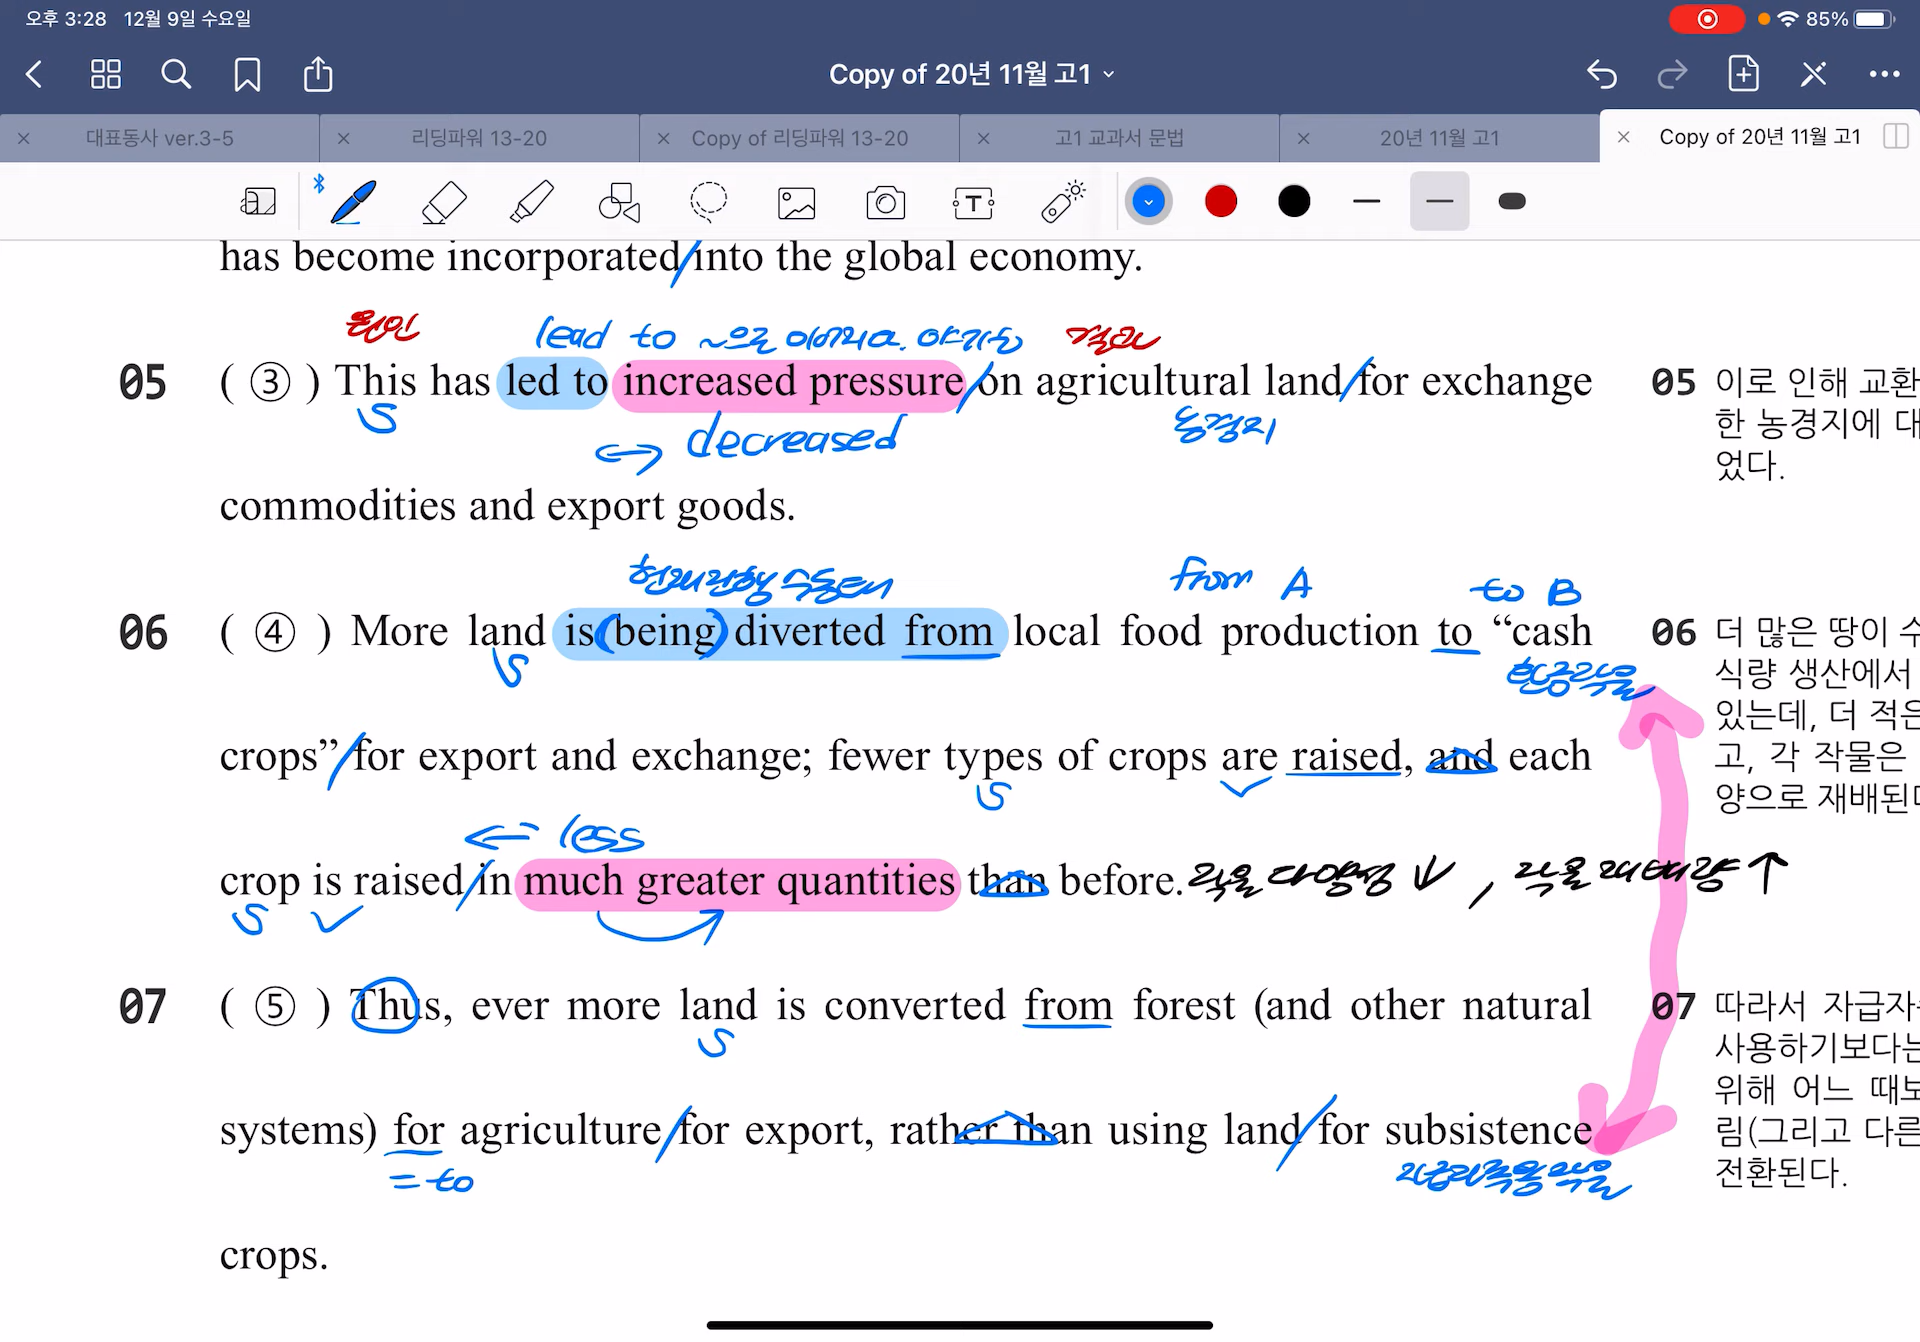 오후 3:28 12월 9일 수요일
85%
Copy of 20년 11월 고1
대표동사 ver.3-5
리딩파워 13-20
Copy of 리딩파워 13-20
고1 교과서 문법
20년 11월 고1
Copy of 20년 11월 고1
has become incorporated/into the global economy.
원인 lead to ~으로 이어지다. 야기하 결과
05 ( ③ ) This has led to increased pressure/on agricultural land/for exchange
S ↔ decreased 농경지
commodities and export goods.
현재진행 수동태 from A to B
06 ( ④ ) More land is (being) diverted from local food production to “cash
S 환금작물
crops”/for export and exchange; fewer types of crops are raised, and each
S
← less
crop is raised/in much greater quantities than before. 작물 다양성 ↓ , 작물 재배량 ↑
S
07 ( ⑤ ) Thus, ever more land is converted from forest (and other natural
S
systems) for agriculture/for export, rather than using land/for subsistence
= to 자급자족용 작물
crops.
05 이로 인해 교환
한 농경지에 대
었다.
06 더 많은 땅이 수
식량 생산에서
있는데, 더 적은
고, 각 작물은
양으로 재배된다
07 따라서 자급자족
사용하기보다는
위해 어느 때보
림(그리고 다른
전환된다.